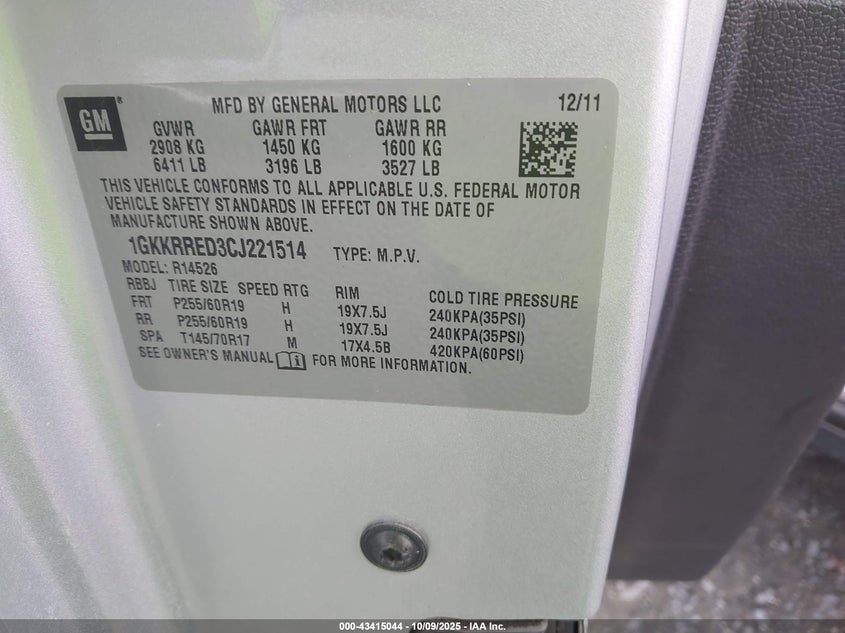 GM ®
MFD BY GENERAL MOTORS LLC 12/11
GVWR GAWR FRT GAWR RR
2908 KG 1450 KG 1600 KG
6411 LB 3196 LB 3527 LB
THIS VEHICLE CONFORMS TO ALL APPLICABLE U.S. FEDERAL MOTOR
VEHICLE SAFETY STANDARDS IN EFFECT ON THE DATE OF
MANUFACTURE SHOWN ABOVE.
1GKKRRED3CJ221514 TYPE: M.P.V.
MODEL: R14526
RBBJ TIRE SIZE SPEED RTG RIM COLD TIRE PRESSURE
FRT P255/60R19 H 19X7.5J 240KPA(35PSI)
RR P255/60R19 H 19X7.5J 240KPA(35PSI)
SPA T145/70R17 M 17X4.5B 420KPA(60PSI)
SEE OWNER'S MANUAL FOR MORE INFORMATION.
000-43415044 | 10/09/2025 | IAA Inc.